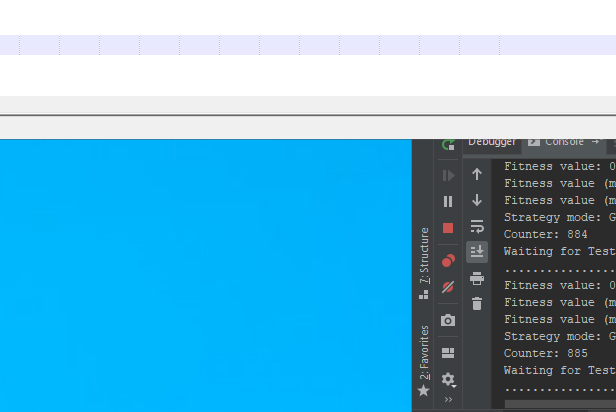 Debugger
Console
7: Structure
2: Favorites
Fitness value: 0
Fitness value (m
Fitness value (m
Strategy mode: G
Counter: 884
Waiting for Test
.................
Fitness value: 0
Fitness value (m
Fitness value (m
Strategy mode: G
Counter: 885
Waiting for Test
.................